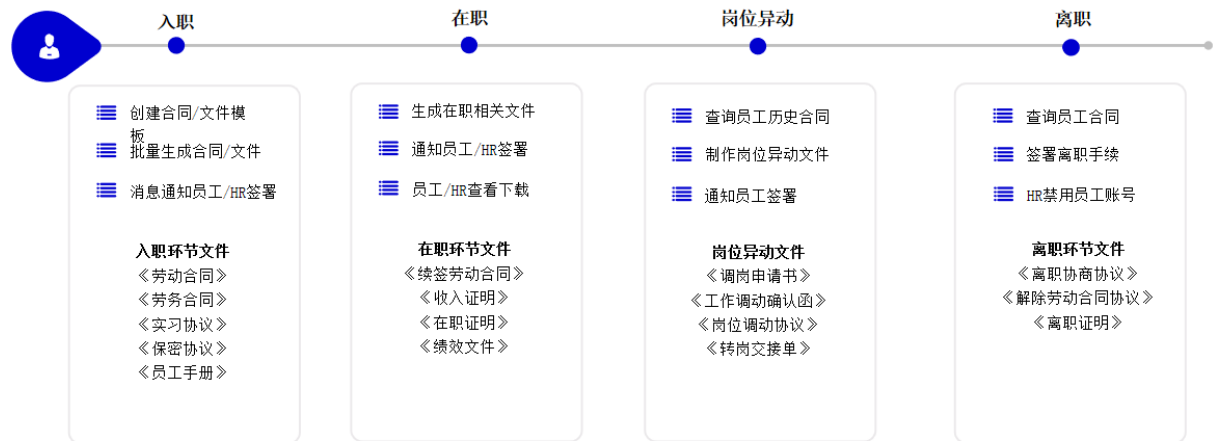 入职
在职
岗位异动
离职
创建合同/文件模
板
批量生成合同/文件
消息通知员工/HR签署
入职环节文件
《劳动合同》
《劳务合同》
《实习协议》
《保密协议》
《员工手册》
生成在职相关文件
通知员工/HR签署
员工/HR查看下载
在职环节文件
《续签劳动合同》
《收入证明》
《在职证明》
《绩效文件》
查询员工历史合同
制作岗位异动文件
通知员工签署
岗位异动文件
《调岗申请书》
《工作调动确认函》
《岗位调动协议》
《转岗交接单》
查询员工合同
签署离职手续
HR禁用员工账号
离职环节文件
《离职协商协议》
《解除劳动合同协议》
《离职证明》